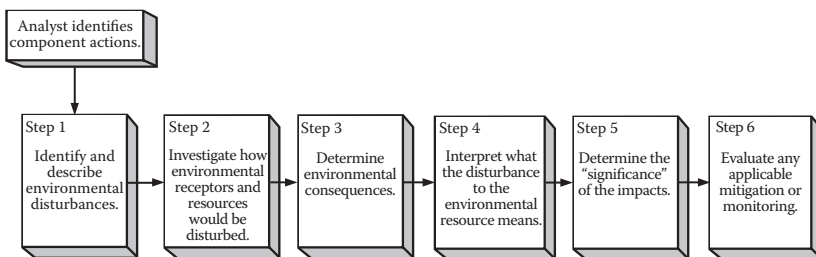 Analyst identifies
component actions.
Step 1
Identify and
describe
environmental
disturbances.
Step 2
Investigate how
environmental
receptors and
resources
would be
disturbed.
Step 3
Determine
environmental
consequences.
Step 4
Interpret what
the disturbance
to the
environmental
resource means.
Step 5
Determine the
“significance”
of the impacts.
Step 6
Evaluate any
applicable
mitigation or
monitoring.